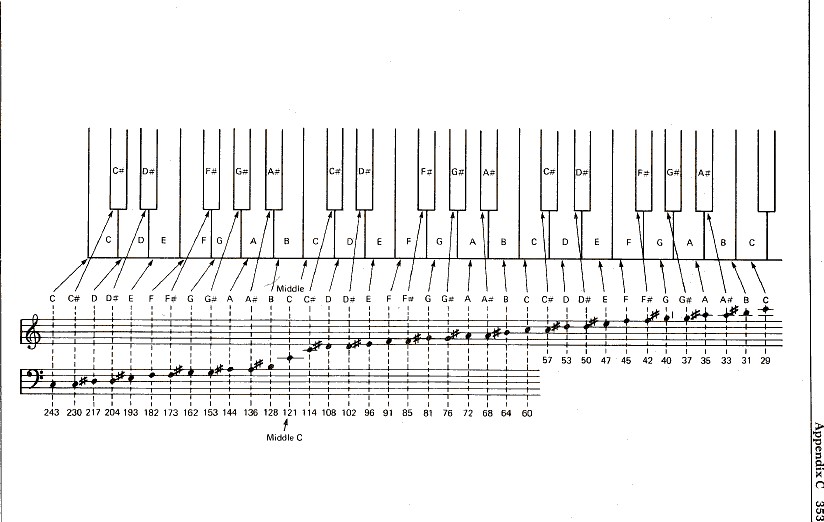 C# D# F# G# A# C# D# F# G# A# C# D# F# G# A#
C D E F G A B C D E F G A B C D E F G A B C
Middle
C C# D D# E F F# G G# A A# B C C# D D# E F F# G G# A A# B C C# D D# E F F# G G# A A# B C
57 53 50 47 45 42 40 37 35 33 31 29
243 230 217 204 193 182 173 162 153 144 136 128 121 114 108 102 96 91 85 81 76 72 68 64 60
Middle C
Appendix C 353